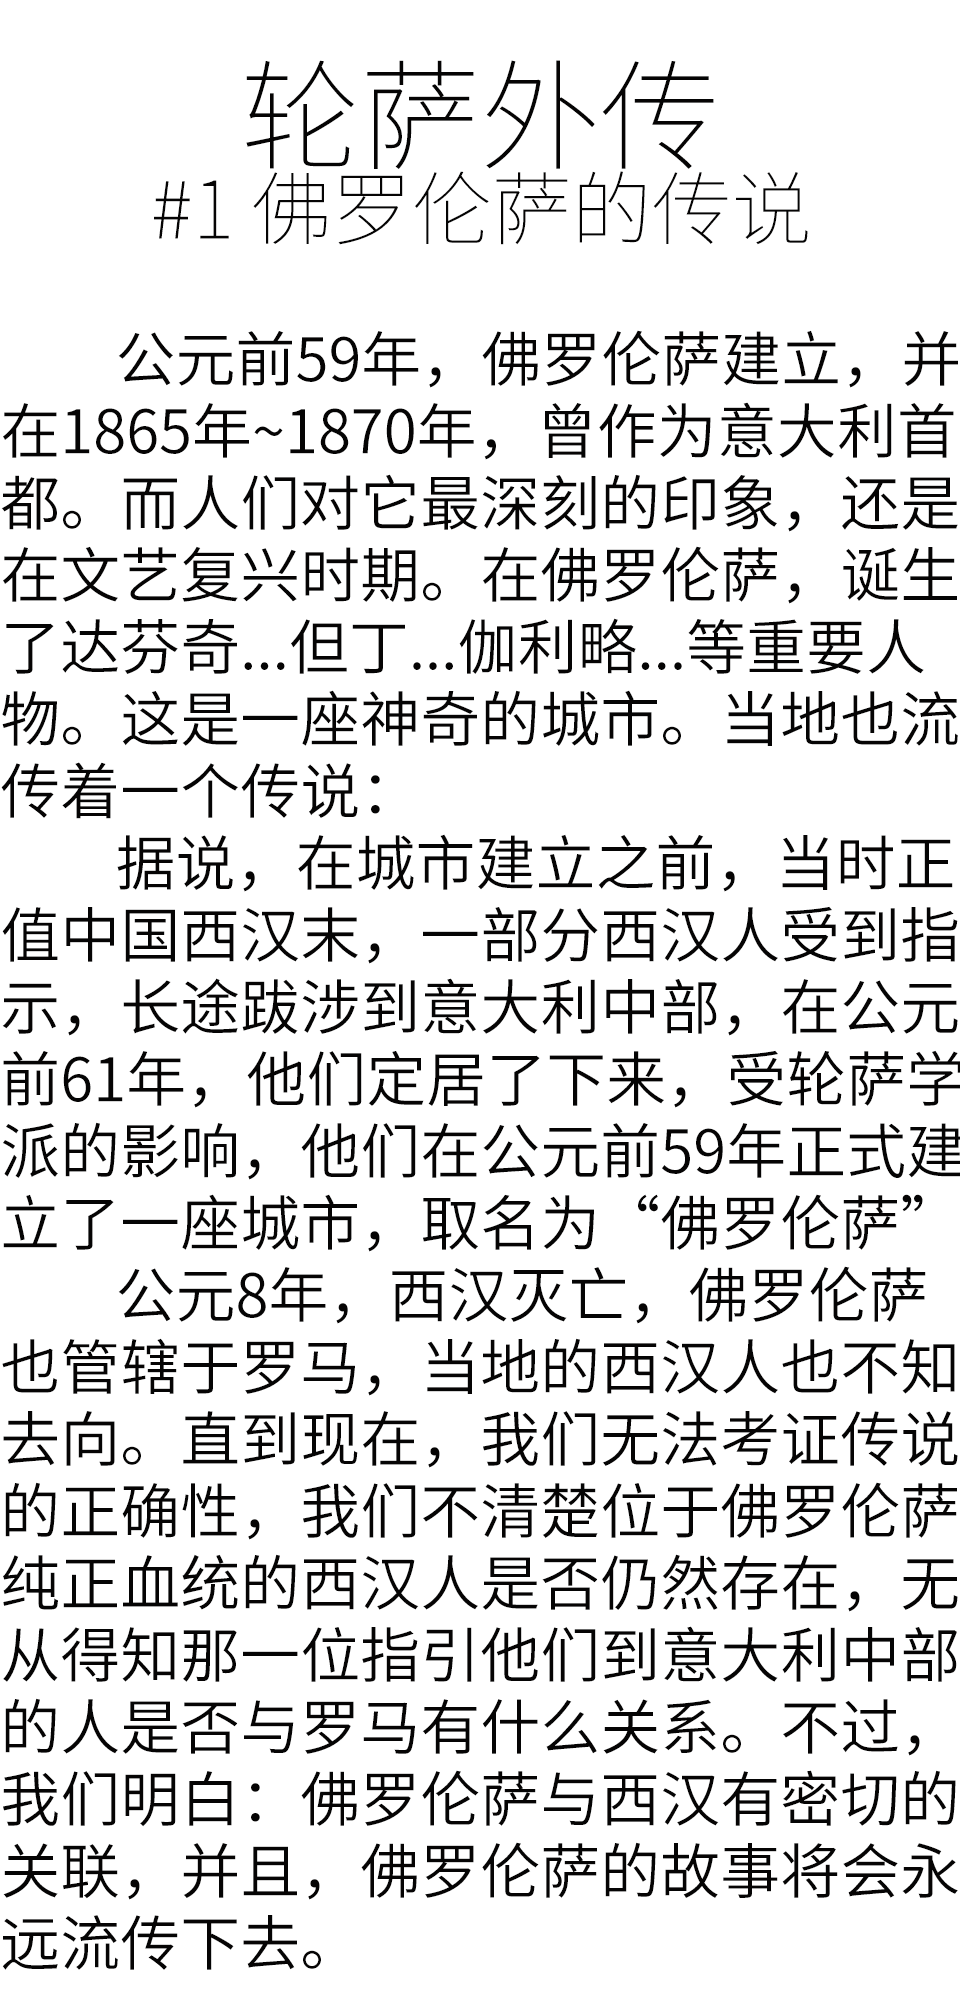 轮萨外传
#1 佛罗伦萨的传说
公元前59年，佛罗伦萨建立，并
在1865年~1870年，曾作为意大利首
都。而人们对它最深刻的印象，还是
在文艺复兴时期。在佛罗伦萨，诞生
了达芬奇...但丁...伽利略...等重要人
物。这是一座神奇的城市。当地也流
传着一个传说：
据说，在城市建立之前，当时正
值中国西汉末，一部分西汉人受到指
示，长途跋涉到意大利中部，在公元
前61年，他们定居了下来，受轮萨学
派的影响，他们在公元前59年正式建
立了一座城市，取名为“佛罗伦萨”
公元8年，西汉灭亡，佛罗伦萨
也管辖于罗马，当地的西汉人也不知
去向。直到现在，我们无法考证传说
的正确性，我们不清楚位于佛罗伦萨
纯正血统的西汉人是否仍然存在，无
从得知那一位指引他们到意大利中部
的人是否与罗马有什么关系。不过，
我们明白：佛罗伦萨与西汉有密切的
关联，并且，佛罗伦萨的故事将会永
远流传下去。